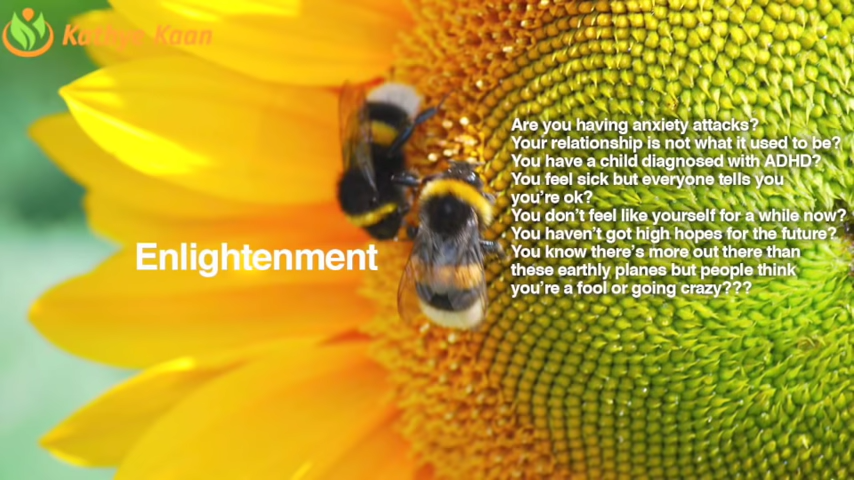 Kathye Kaan
Enlightenment
Are you having anxiety attacks?
Your relationship is not what it used to be?
You have a child diagnosed with ADHD?
You feel sick but everyone tells you
you're ok?
You don't feel like yourself for a while now?
You haven't got high hopes for the future?
You know there's more out there than
these earthly planes but people think
you're a fool or going crazy???